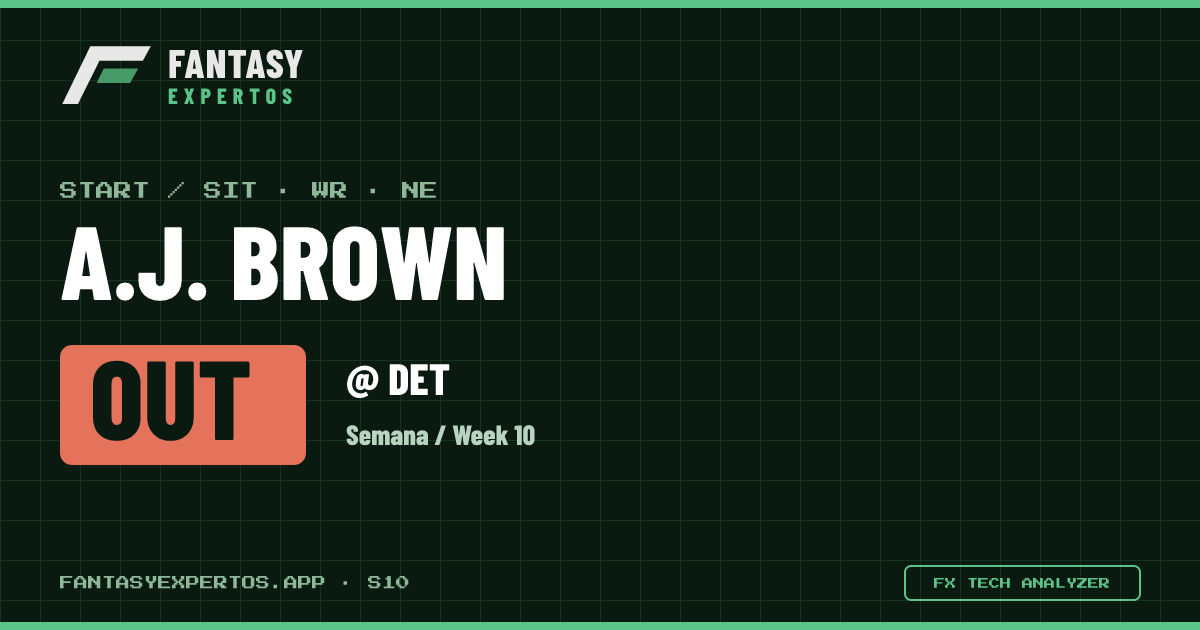 FANTASY
EXPERTOS
START / SIT · WR · NE
A.J. BROWN
OUT
@ DET
Semana / Week 10
FANTASYEXPERTOS.APP · S10
FX TECH ANALYZER